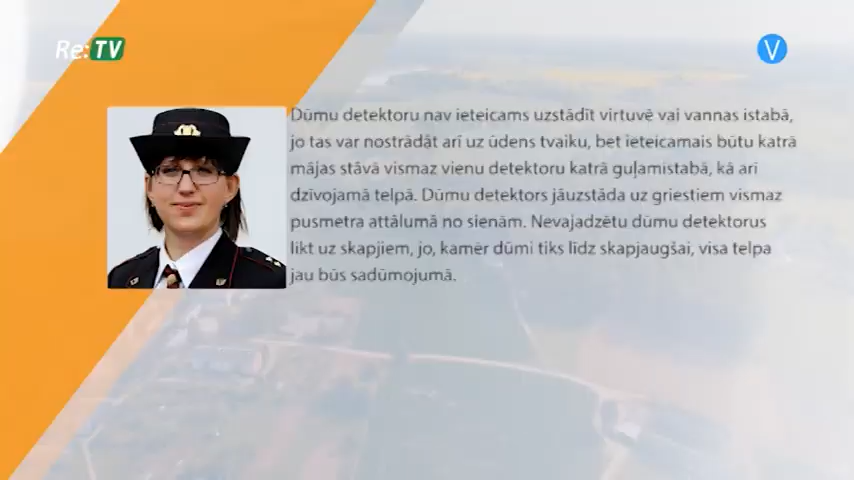 Re:TV
V
Dūmu detektoru nav ieteicams uzstādīt virtuvē vai vannas istabā,
jo tas var nostrādāt arī uz ūdens tvaiku, bet ieteicamais būtu katrā
mājas stāvā vismaz vienu detektoru katrā guļamistabā, kā arī
dzīvojamā telpā. Dūmu detektors jāuzstāda uz griestiem vismaz
pusmetra attālumā no sienām. Nevajadzētu dūmu detektorus
likt uz skapjiem, jo, kamēr dūmi tiks līdz skapjaugšai, visa telpa
jau būs sadūmojumā.